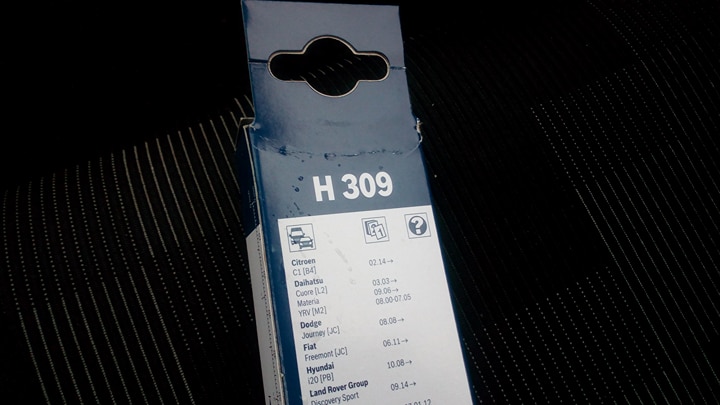 H 309
1 ?
Citroen
C1 [B4] 02.14→
Daihatsu
Cuore [L2] 03.03→
Materia 09.06→
YRV [M2] 08.00-07.05
Dodge
Journey [JC] 08.08→
Fiat
Freemont [JC] 06.11→
Hyundai
i20 [PB] 10.08→
Land Rover Group
Discovery Sport 09.14→